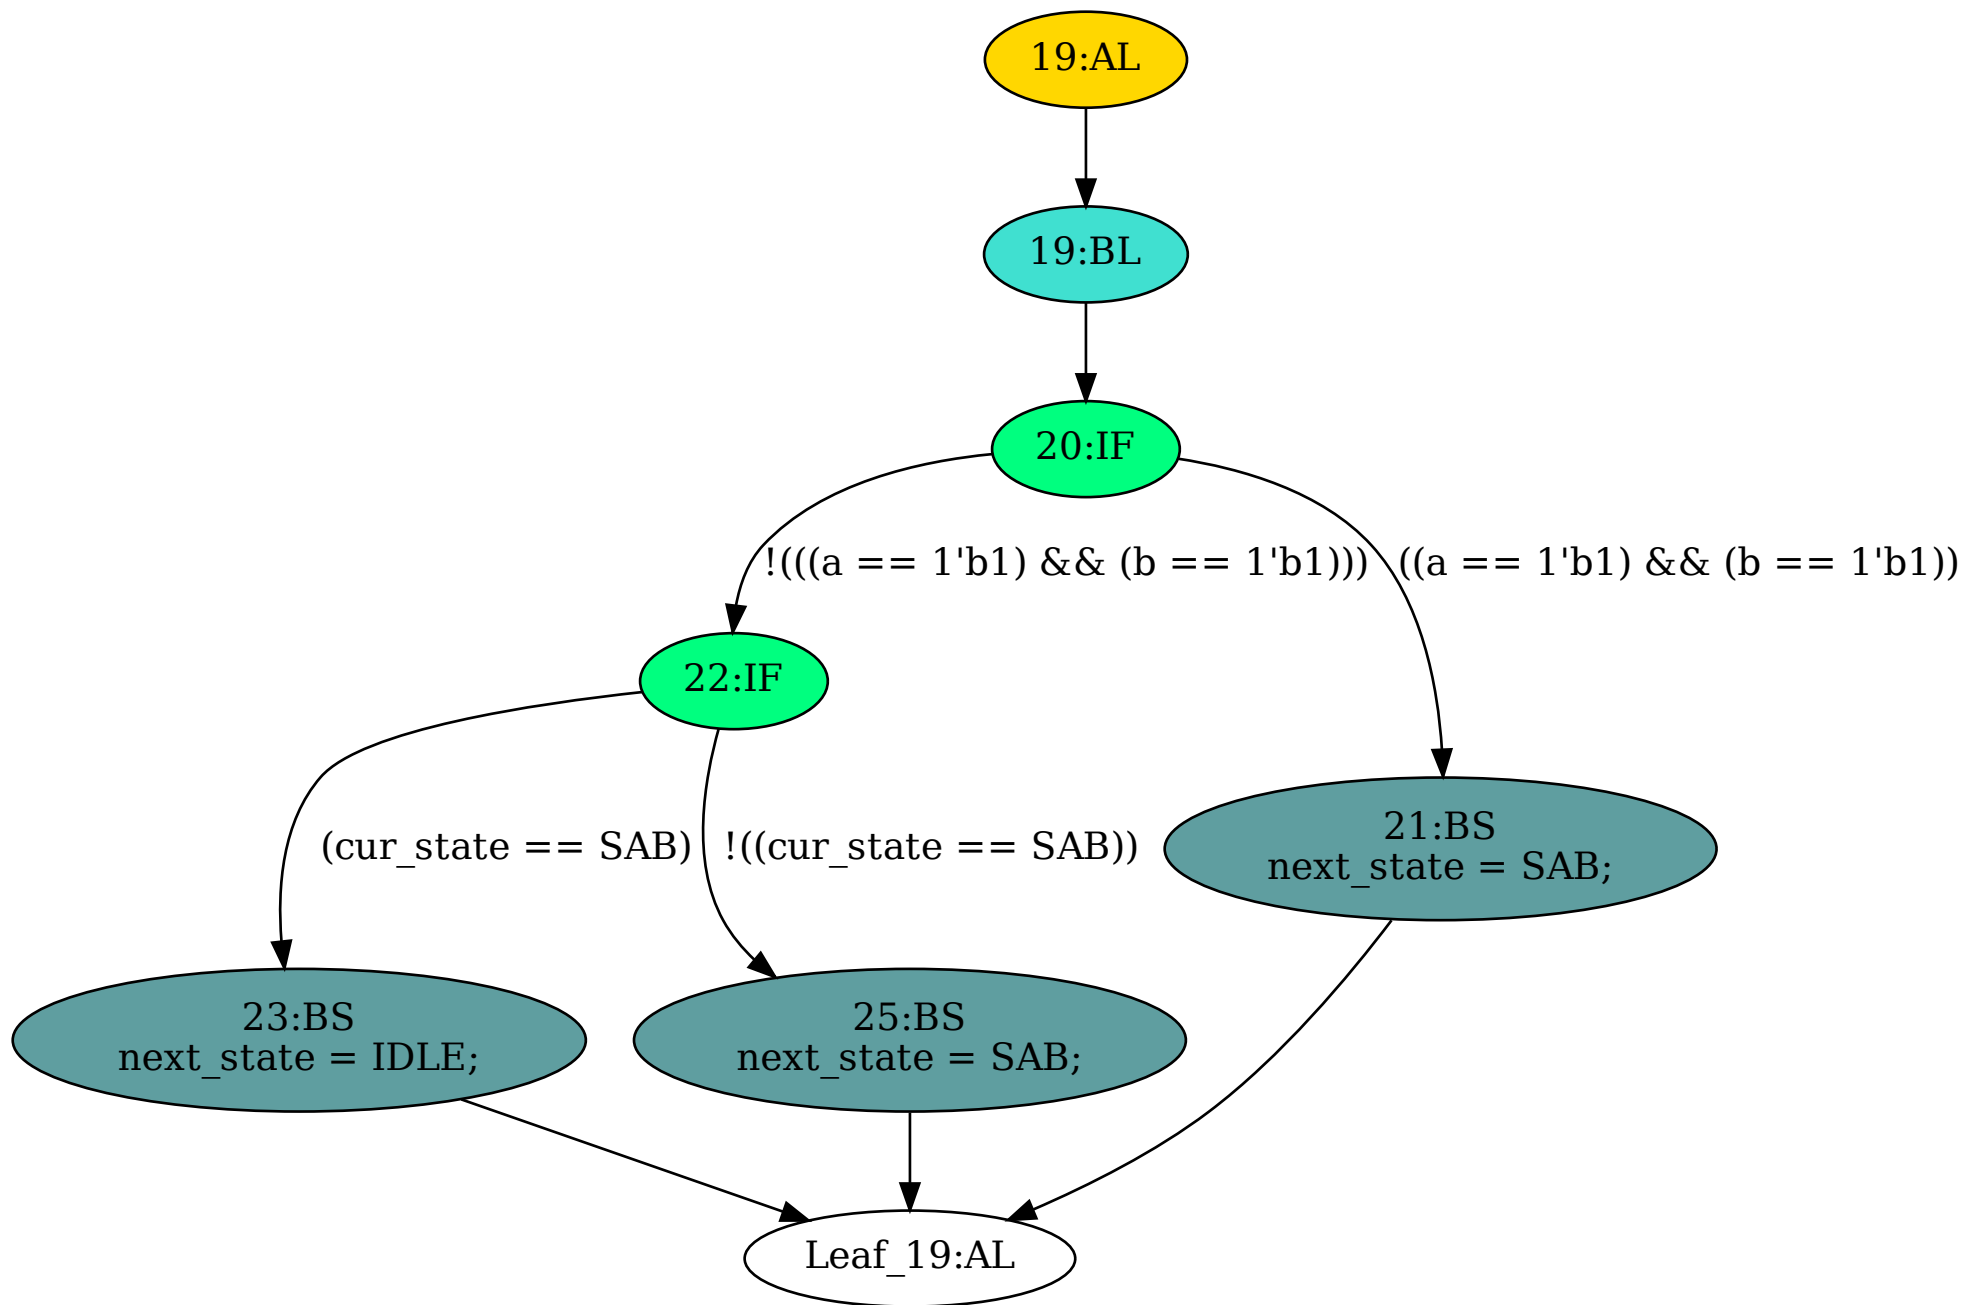 19:AL
19:BL
20:IF
!(((a == 1'b1) && (b == 1'b1)))
((a == 1'b1) && (b == 1'b1))
22:IF
(cur_state == SAB)
!((cur_state == SAB))
21:BS
next_state = SAB;
23:BS
next_state = IDLE;
25:BS
next_state = SAB;
Leaf_19:AL